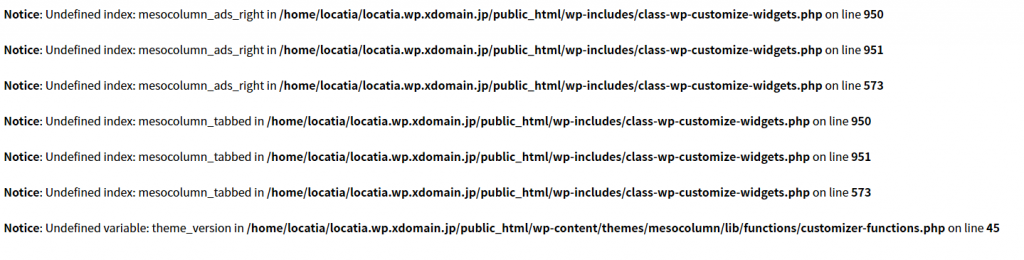 Notice: Undefined index: mesocolumn_ads_right in /home/locatia/locatia.wp.xdomain.jp/public_html/wp-includes/class-wp-customize-widgets.php on line 950
Notice: Undefined index: mesocolumn_ads_right in /home/locatia/locatia.wp.xdomain.jp/public_html/wp-includes/class-wp-customize-widgets.php on line 951
Notice: Undefined index: mesocolumn_ads_right in /home/locatia/locatia.wp.xdomain.jp/public_html/wp-includes/class-wp-customize-widgets.php on line 573
Notice: Undefined index: mesocolumn_tabbed in /home/locatia/locatia.wp.xdomain.jp/public_html/wp-includes/class-wp-customize-widgets.php on line 950
Notice: Undefined index: mesocolumn_tabbed in /home/locatia/locatia.wp.xdomain.jp/public_html/wp-includes/class-wp-customize-widgets.php on line 951
Notice: Undefined index: mesocolumn_tabbed in /home/locatia/locatia.wp.xdomain.jp/public_html/wp-includes/class-wp-customize-widgets.php on line 573
Notice: Undefined variable: theme_version in /home/locatia/locatia.wp.xdomain.jp/public_html/wp-content/themes/mesocolumn/lib/functions/customizer-functions.php on line 45